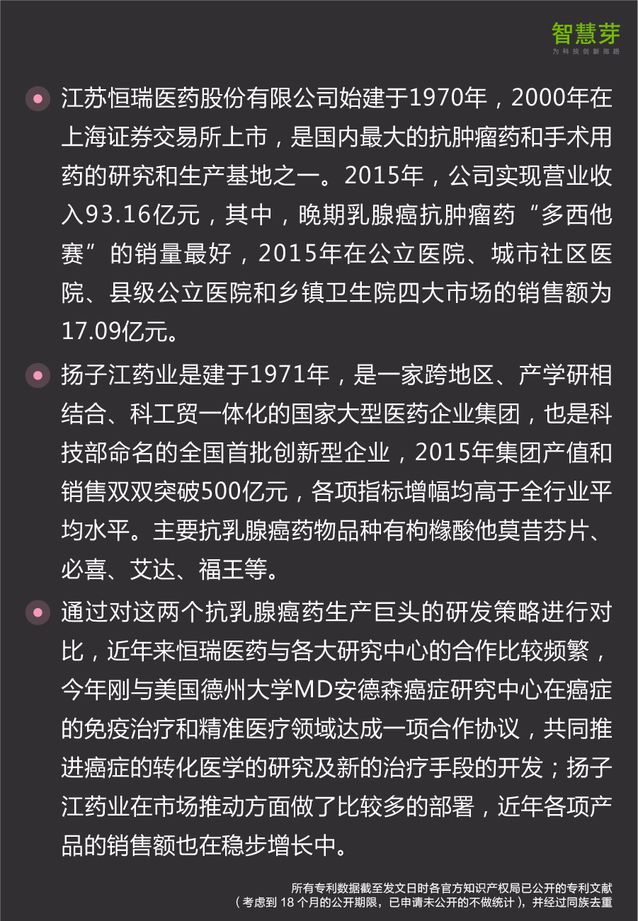 智慧芽
为科技创新照路
江苏恒瑞医药股份有限公司始建于1970年，2000年在
上海证券交易所上市，是国内最大的抗肿瘤药和手术用
药的研究和生产基地之一。2015年，公司实现营业收
入93.16亿元，其中，晚期乳腺癌抗肿瘤药“多西他
赛”的销量最好，2015年在公立医院、城市社区医
院、县级公立医院和乡镇卫生院四大市场的销售额为
17.09亿元。
扬子江药业是建于1971年，是一家跨地区、产学研相
结合、科工贸一体化的国家大型医药企业集团，也是科
技部命名的全国首批创新型企业，2015年集团产值和
销售双双突破500亿元，各项指标增幅均高于全行业平
均水平。主要抗乳腺癌药物品种有枸橼酸他莫昔芬片、
必喜、艾达、福王等。
通过对这两个抗乳腺癌药生产巨头的研发策略进行对
比，近年来恒瑞医药与各大研究中心的合作比较频繁，
今年刚与美国德州大学MD安德森癌症研究中心在癌症
的免疫治疗和精准医疗领域达成一项合作协议，共同推
进癌症的转化医学的研究及新的治疗手段的开发；扬子
江药业在市场推动方面做了比较多的部署，近年各项产
品的销售额也在稳步增长中。
所有专利数据截至发文日时各官方知识产权局已公开的专利文献
（考虑到 18 个月的公开期限，已申请未公开的不做统计），并经过同族去重